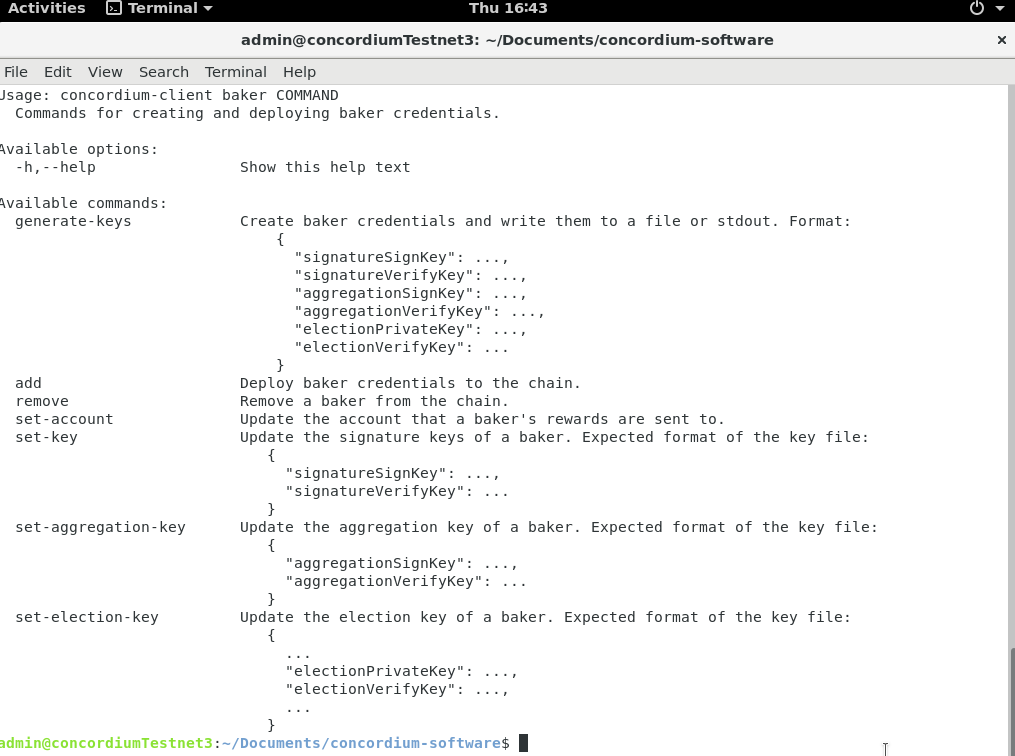 Activities Terminal Thu 16:43
admin@concordiumTestnet3: ~/Documents/concordium-software ×
File Edit View Search Terminal Help
Usage: concordium-client baker COMMAND
  Commands for creating and deploying baker credentials.

Available options:
  -h,--help                Show this help text

Available commands:
  generate-keys            Create baker credentials and write them to a file or stdout. Format:
                               {
                                 "signatureSignKey": ...,
                                 "signatureVerifyKey": ...,
                                 "aggregationSignKey": ...,
                                 "aggregationVerifyKey": ...,
                                 "electionPrivateKey": ...,
                                 "electionVerifyKey": ...
                               }
  add                      Deploy baker credentials to the chain.
  remove                   Remove a baker from the chain.
  set-account              Update the account that a baker's rewards are sent to.
  set-key                  Update the signature keys of a baker. Expected format of the key file:
                              {
                                "signatureSignKey": ...,
                                "signatureVerifyKey": ...
                              }
  set-aggregation-key      Update the aggregation key of a baker. Expected format of the key file:
                              {
                                "aggregationSignKey": ...,
                                "aggregationVerifyKey": ...
                              }
  set-election-key         Update the election key of a baker. Expected format of the key file:
                              {
                                ...
                                "electionPrivateKey": ...,
                                "electionVerifyKey": ...,
                                ...
                              }
admin@concordiumTestnet3:~/Documents/concordium-software$